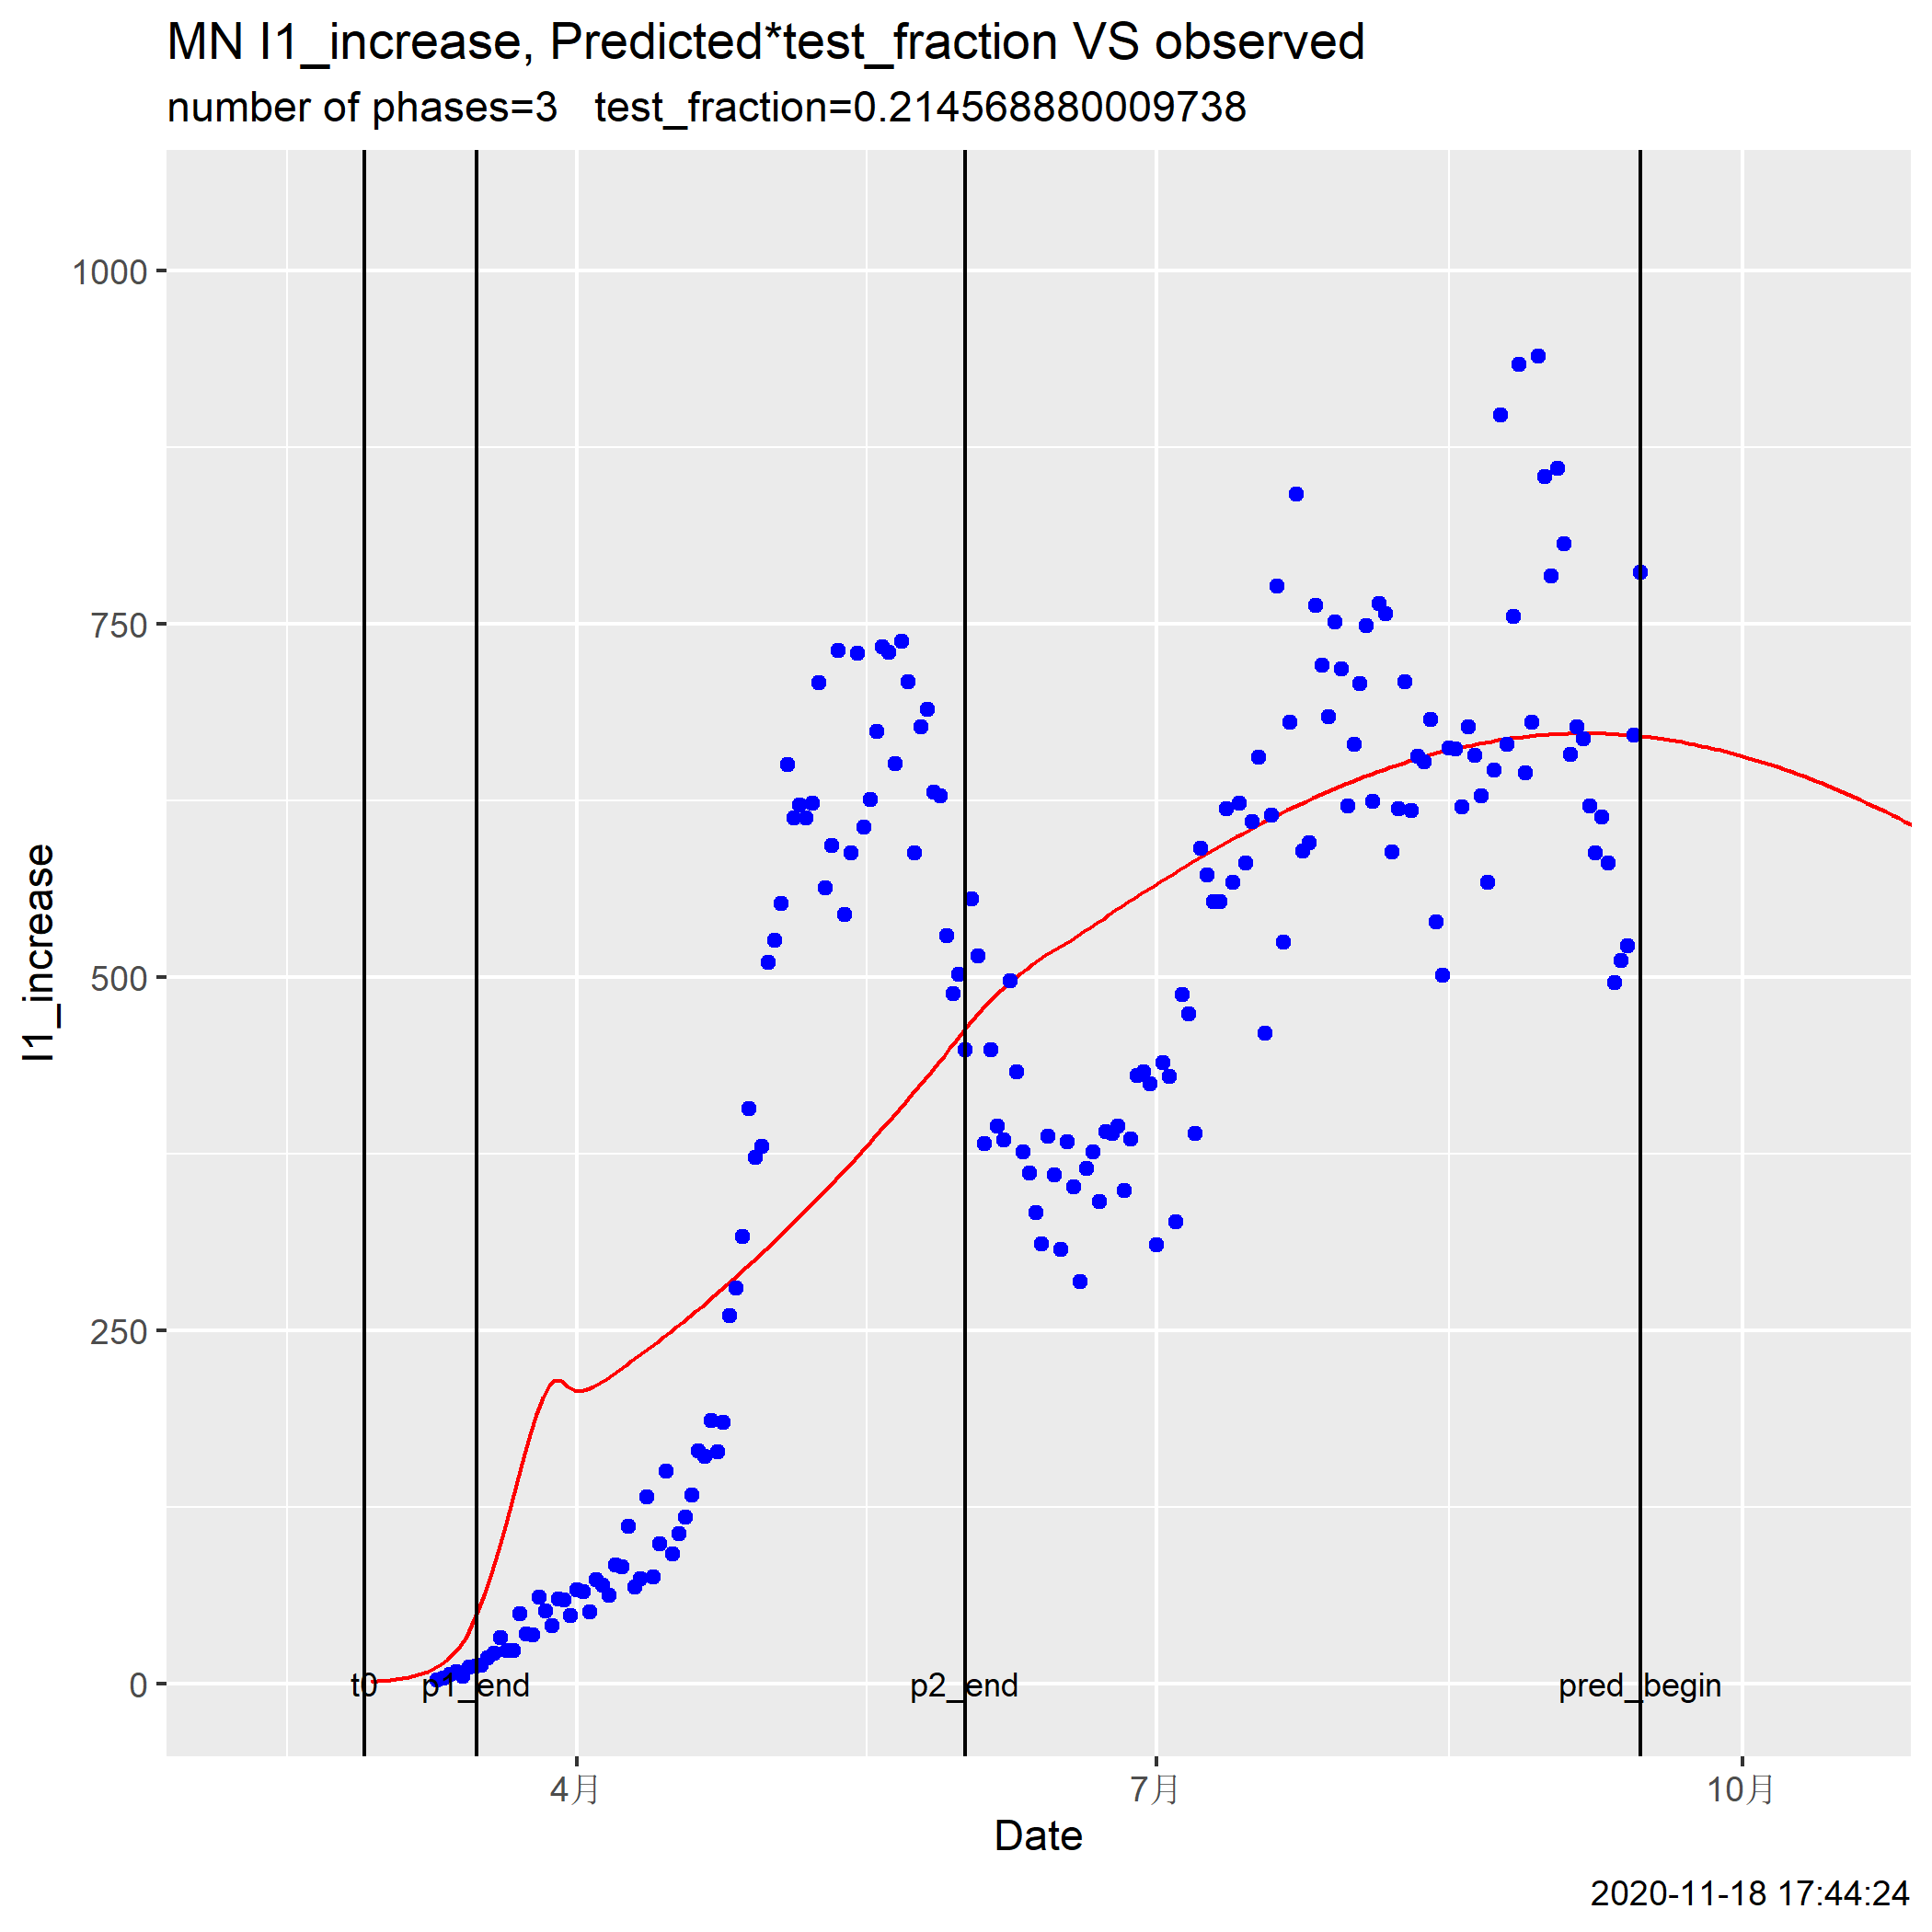 MN I1_increase, Predicted*test_fraction VS observed
number of phases=3   test_fraction=0.214568880009738
1000
750
500
250
0
I1_increase
t0
p1_end
p2_end
pred_begin
4月
7月
10月
Date
2020-11-18 17:44:24